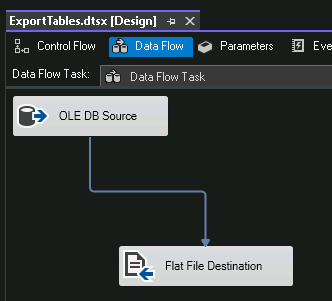 ExportTables.dtsx [Design]
Control Flow Data Flow Parameters Eve
Data Flow Task: Data Flow Task
OLE DB Source
Flat File Destination